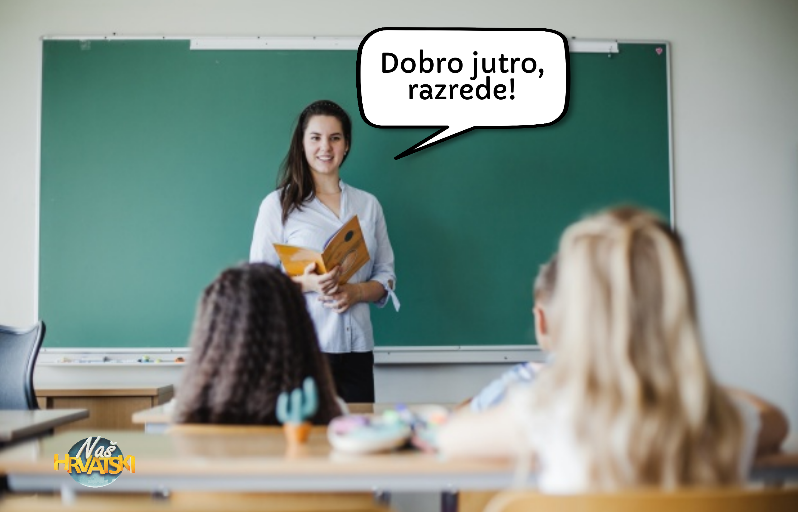 Dobro jutro,
razrede!
Naš
HRVATSKI